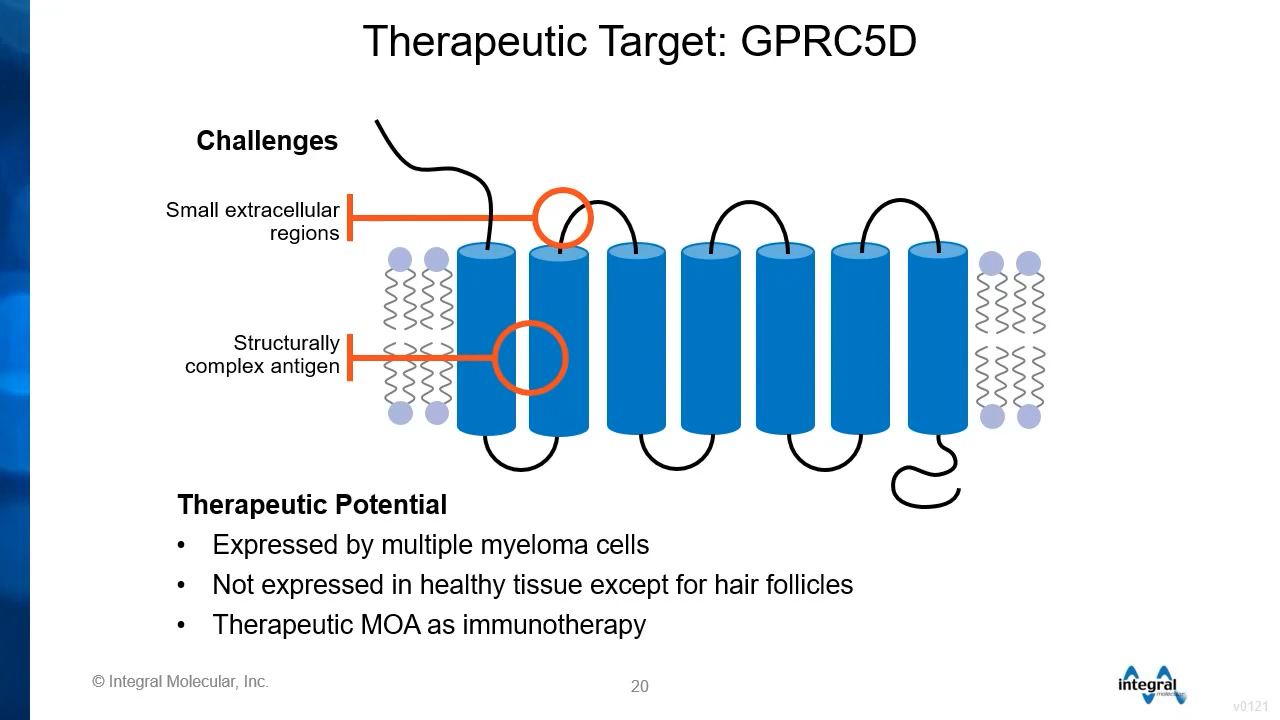 Therapeutic Target: GPRC5D
Challenges
Small extracellular
regions
Structurally
complex antigen
Therapeutic Potential
• Expressed by multiple myeloma cells
• Not expressed in healthy tissue except for hair follicles
• Therapeutic MOA as immunotherapy
© Integral Molecular, Inc.
20
integral
molecular
v0121